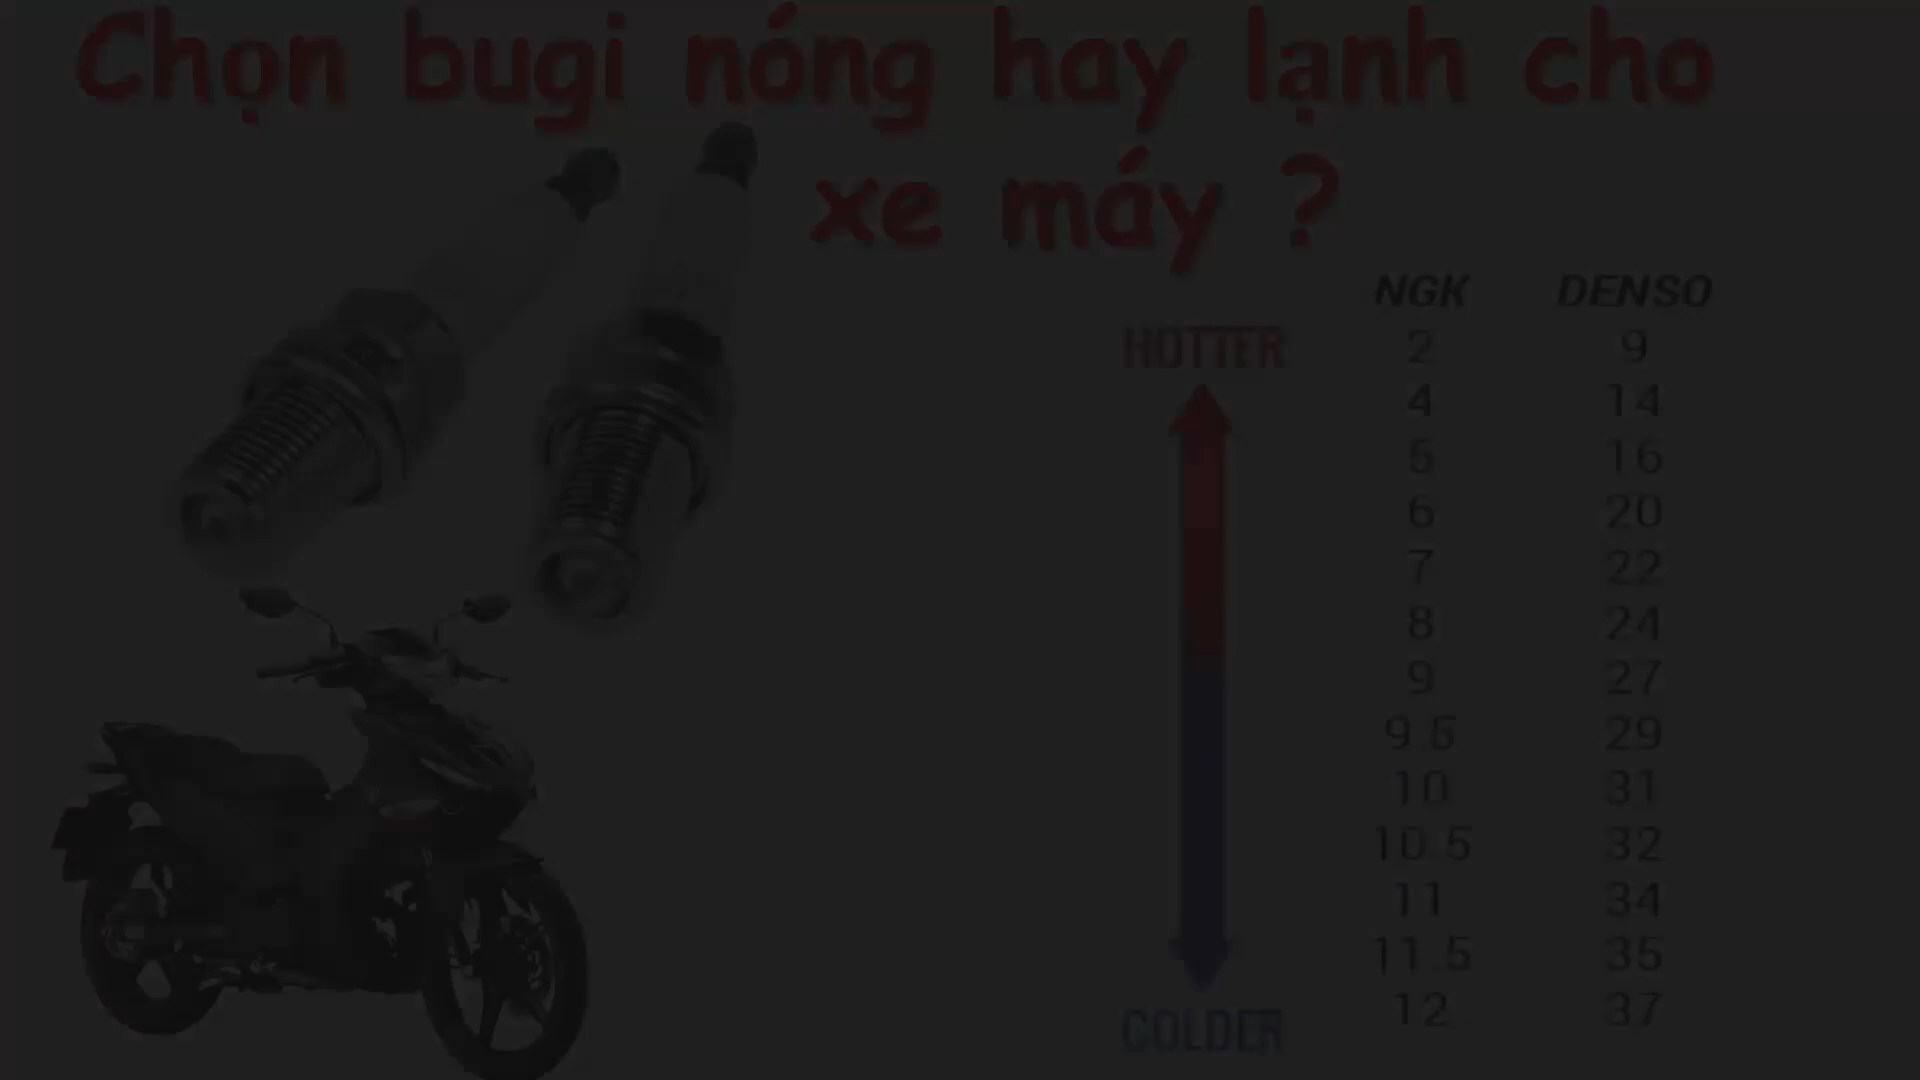 Chọn bugi nóng hay lạnh cho
xe máy ?
NGK DENSO
HOTTER 2 9
4 14
5 16
6 20
7 22
8 24
9 27
9.5 29
10 31
10.5 32
11 34
11.5 35
12 37
COLDER